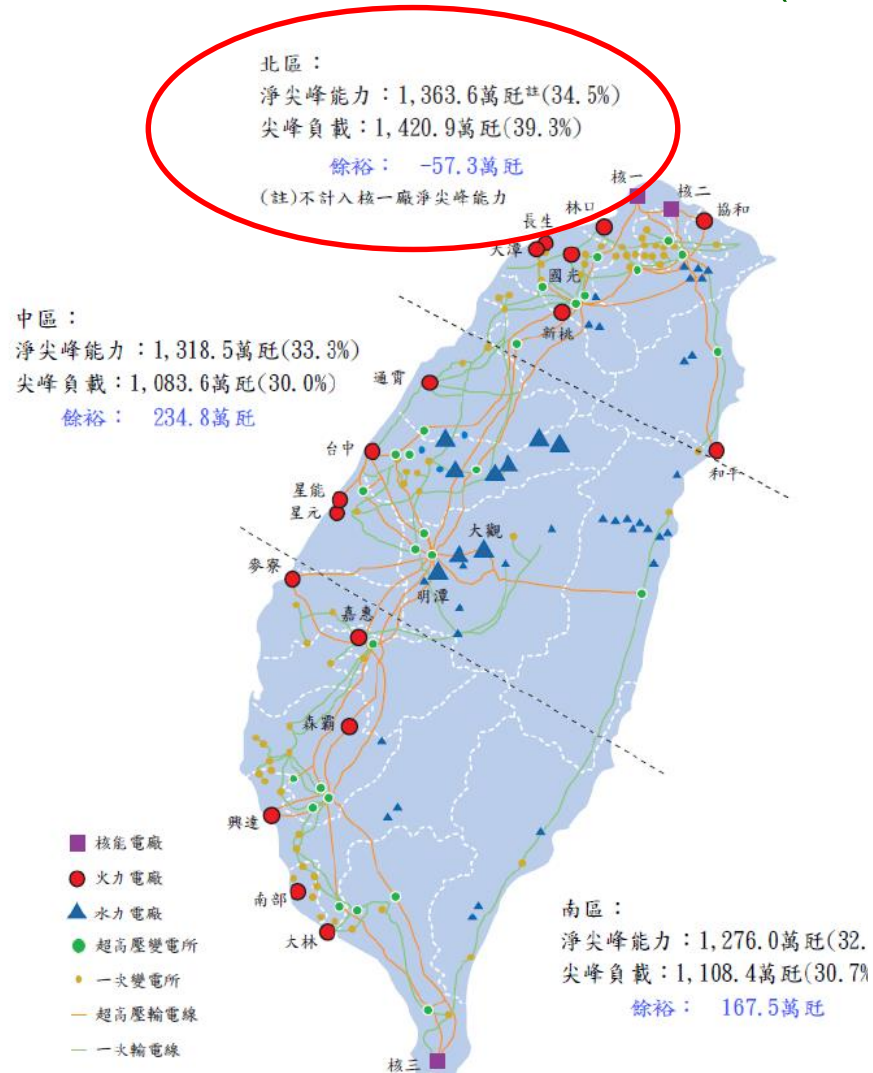 北區：
淨尖峰能力：1,363.6萬瓩註(34.5%)
尖峰負載：1,420.9萬瓩(39.3%)
餘裕： -57.3萬瓩
(註)不計入核一廠淨尖峰能力
核一
核二
林口
協和
長生
大潭
國光
新桃
中區：
淨尖峰能力：1,318.5萬瓩(33.3%)
尖峰負載：1,083.6萬瓩(30.0%)
餘裕： 234.8萬瓩
通霄
台中
和平
星能
星元
大觀
麥寮
明潭
嘉惠
森霸
興達
核能電廠
火力電廠
南部
水力電廠
大林
超高壓變電所
一次變電所
超高壓輸電線
一次輸電線
南區：
淨尖峰能力：1,276.0萬瓩(32.
尖峰負載：1,108.4萬瓩(30.7%
餘裕： 167.5萬瓩
核三